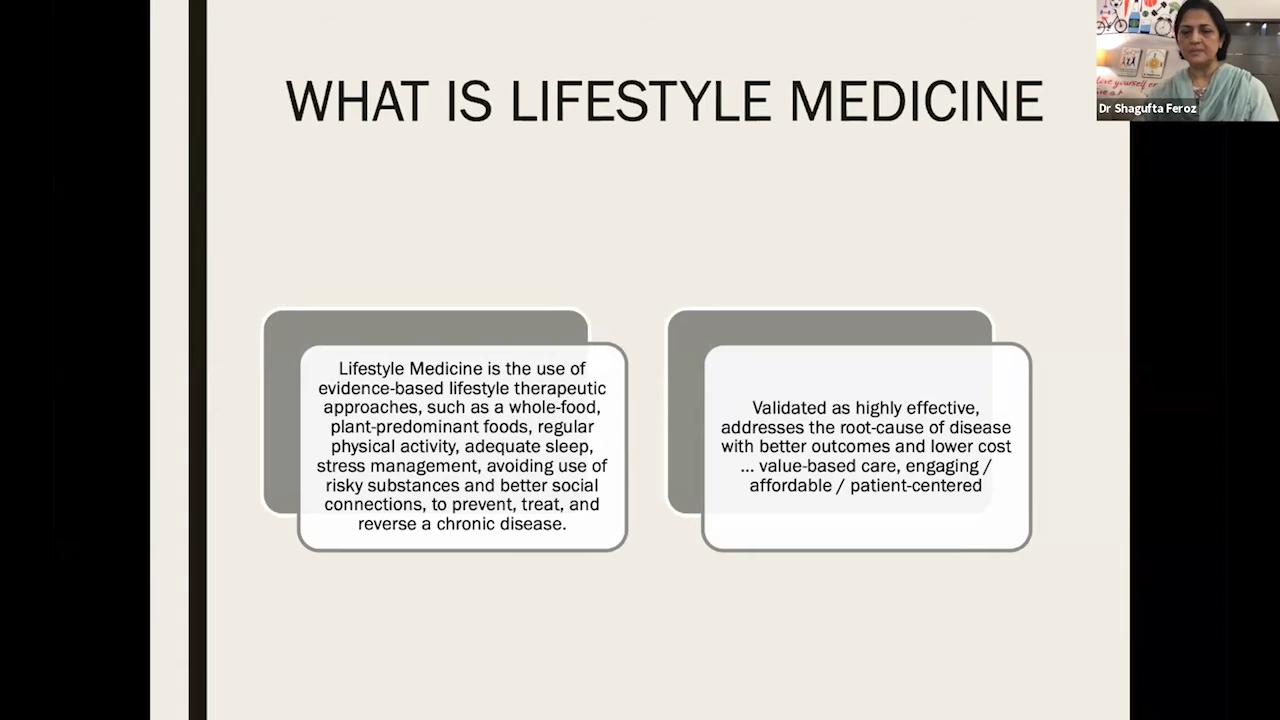 WHAT IS LIFESTYLE MEDICINE
Dr Shagufta Feroz
Lifestyle Medicine is the use of
evidence-based lifestyle therapeutic
approaches, such as a whole-food,
plant-predominant foods, regular
physical activity, adequate sleep,
stress management, avoiding use of
risky substances and better social
connections, to prevent, treat, and
reverse a chronic disease.
Validated as highly effective,
addresses the root-cause of disease
with better outcomes and lower cost
... value-based care, engaging /
affordable / patient-centered